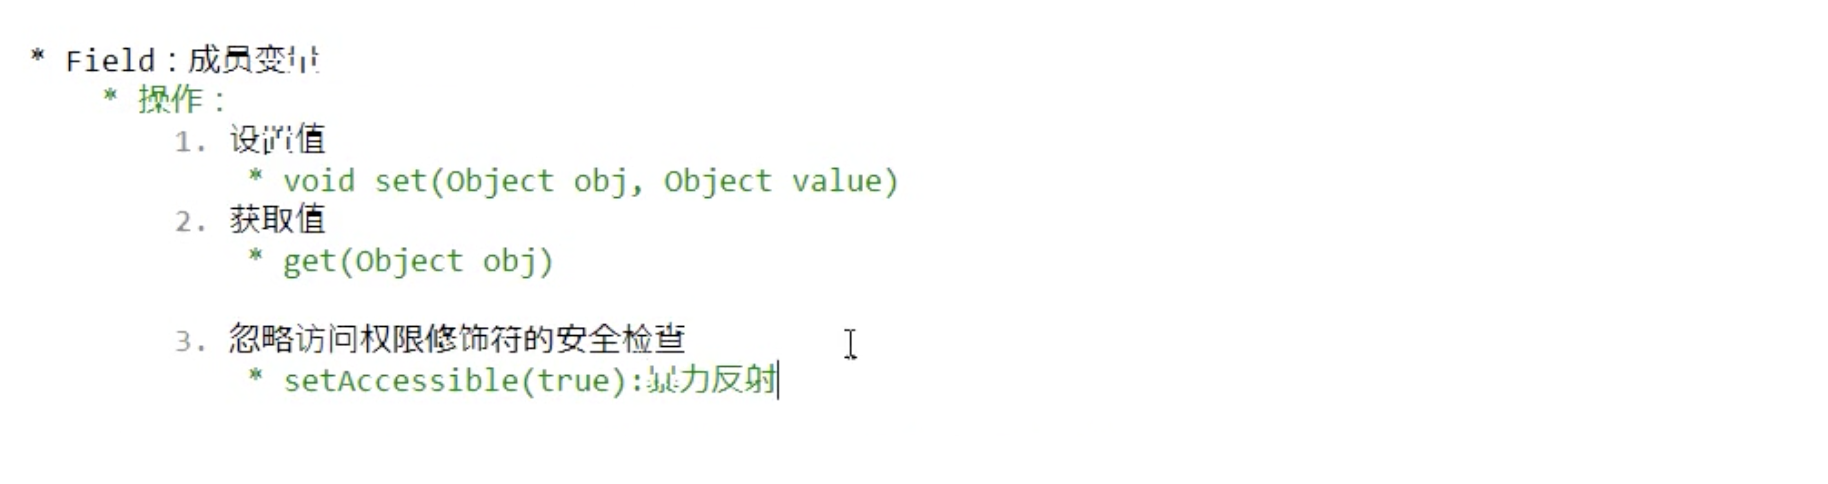 * Field：成员变量
* 操作：
1. 设置值
* void set(Object obj, Object value)
2. 获取值
* get(Object obj)
3. 忽略访问权限修饰符的安全检查
* setAccessible(true):暴力反射